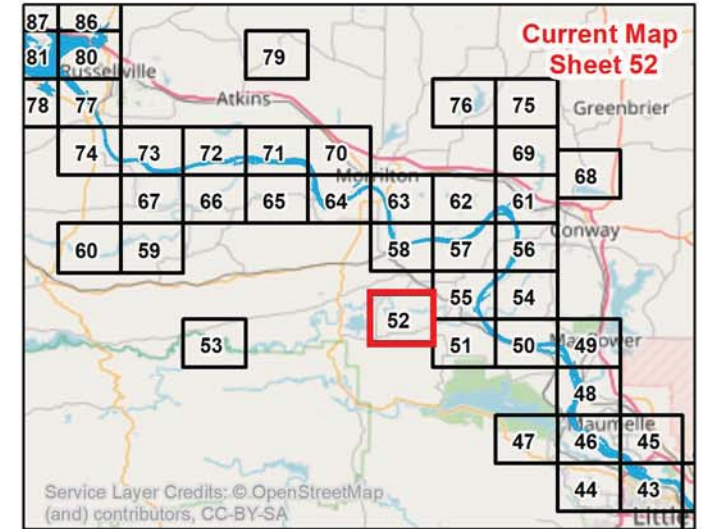 87 86
Current Map
Sheet 52
81 80 79
Russellville
78 77 Atkins 76 75 Greenbrier
74 73 72 71 70 69
Morrilton 68
67 66 65 64 63 62 61
Conway
60 59 58 57 56
55 54
52
53 51 50 49
48
Maumelle
47 46 45
44 43
Little
Service Layer Credits: © OpenStreetMap
(and) contributors, CC-BY-SA